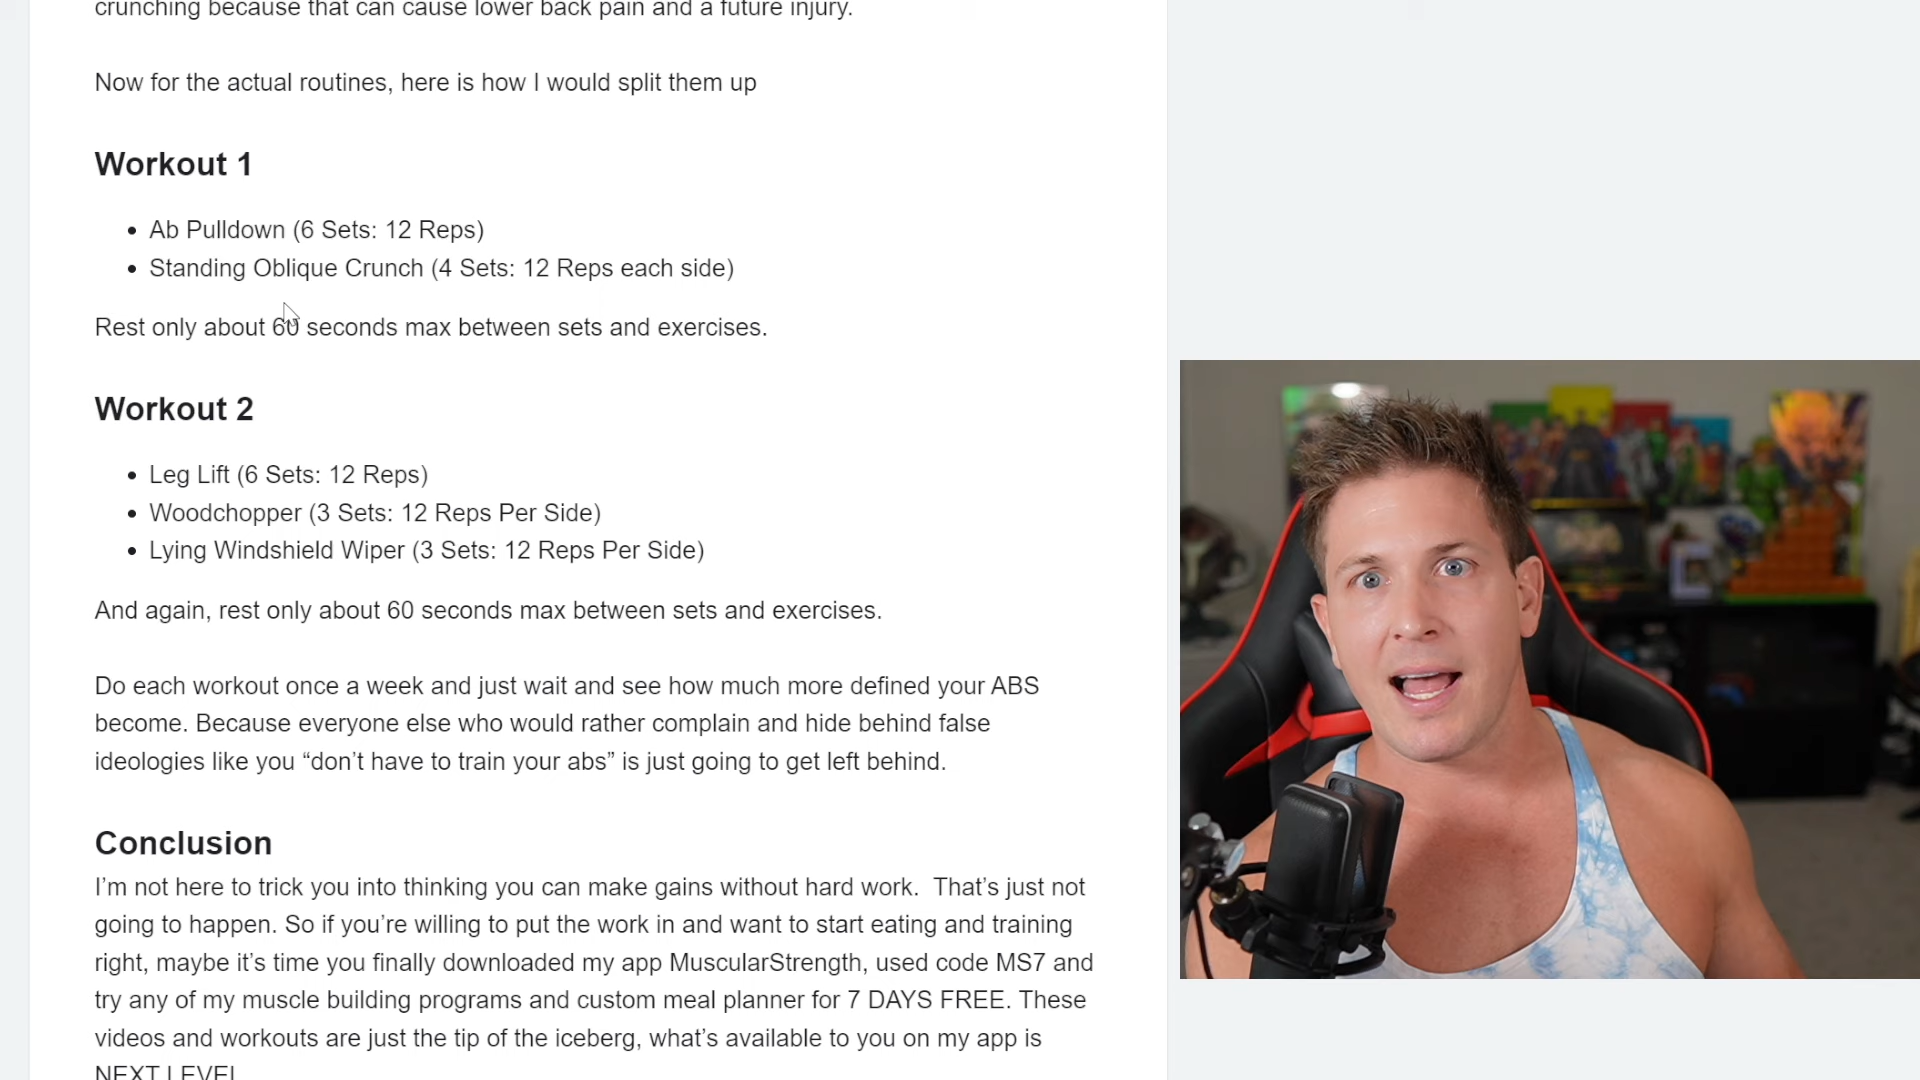 crunching because that can cause lower back pain and a future injury.
Now for the actual routines, here is how I would split them up
Workout 1
Ab Pulldown (6 Sets: 12 Reps)
Standing Oblique Crunch (4 Sets: 12 Reps each side)
Rest only about 60 seconds max between sets and exercises.
Workout 2
Leg Lift (6 Sets: 12 Reps)
Woodchopper (3 Sets: 12 Reps Per Side)
Lying Windshield Wiper (3 Sets: 12 Reps Per Side)
And again, rest only about 60 seconds max between sets and exercises.
Do each workout once a week and just wait and see how much more defined your ABS
become. Because everyone else who would rather complain and hide behind false
ideologies like you “don’t have to train your abs” is just going to get left behind.
Conclusion
I’m not here to trick you into thinking you can make gains without hard work.  That’s just not
going to happen. So if you’re willing to put the work in and want to start eating and training
right, maybe it’s time you finally downloaded my app MuscularStrength, used code MS7 and
try any of my muscle building programs and custom meal planner for 7 DAYS FREE. These
videos and workouts are just the tip of the iceberg, what’s available to you on my app is
NEXT LEVEL